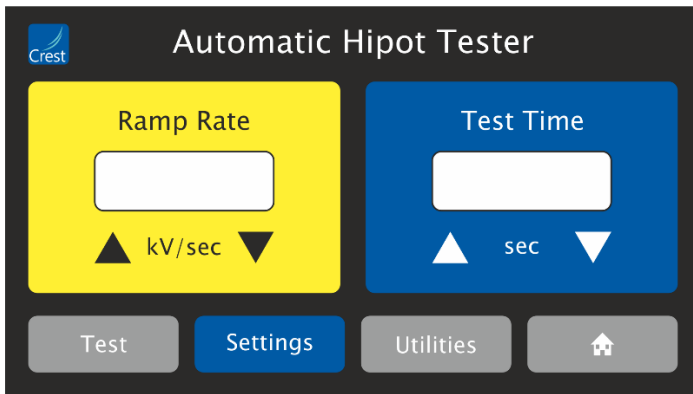 Crest
Automatic Hipot Tester
Ramp Rate
Test Time
kV/sec
sec
Test
Settings
Utilities